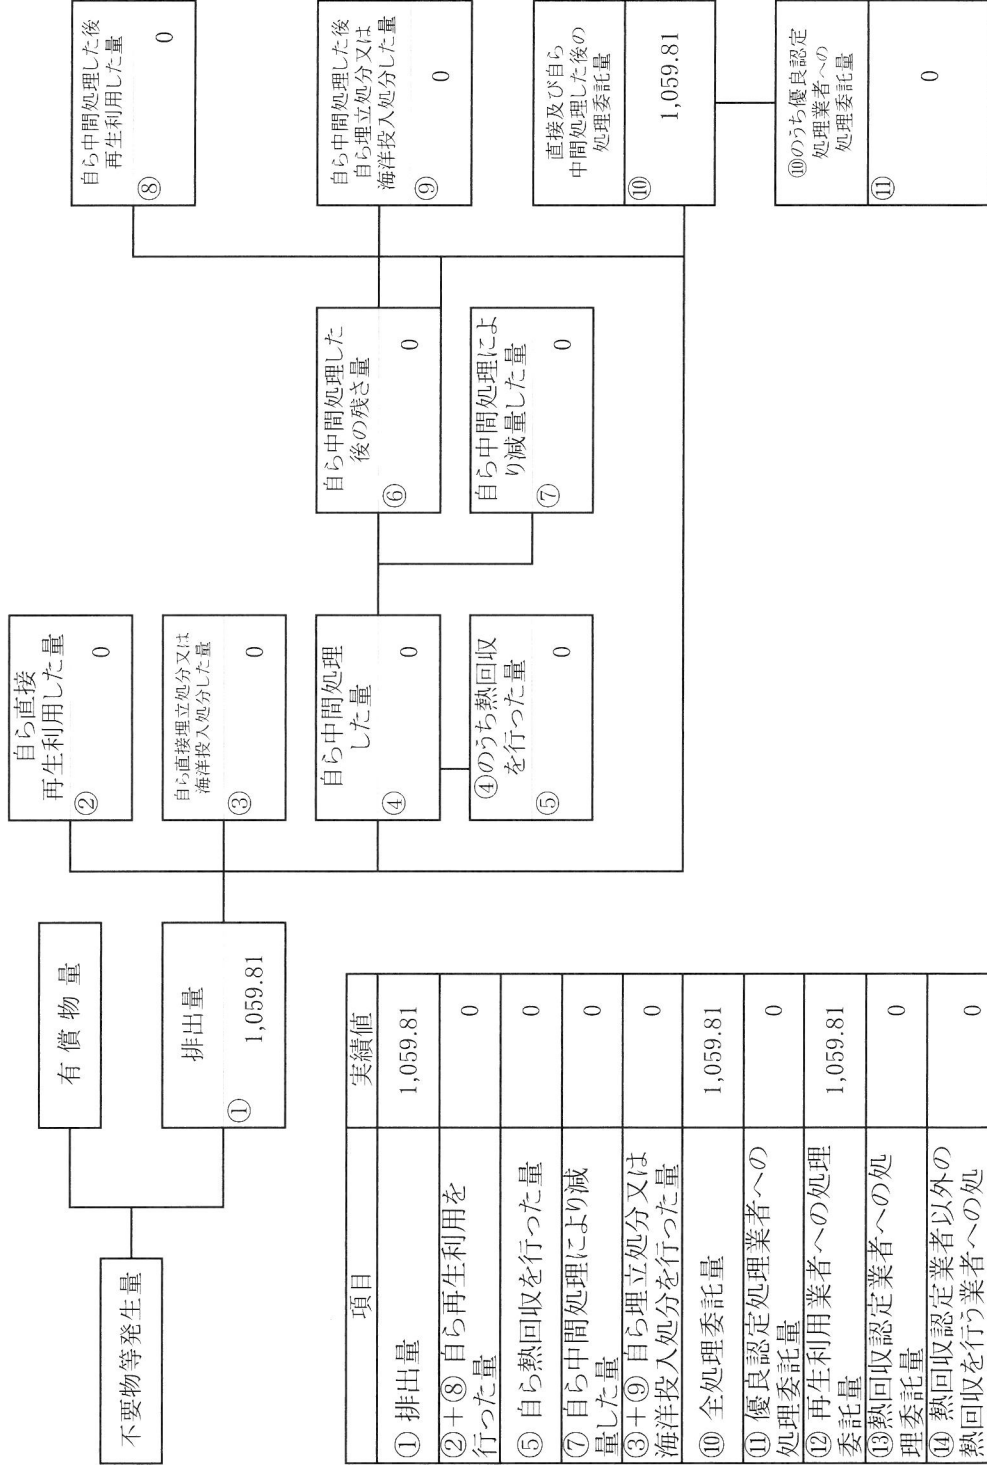 不要物等発生量
有償物量
排出量
①
1,059.81
自ら直接
再生利用した量
②
0
自ら直接埋立処分又は
海洋投入処分した量
③
0
自ら中間処理
した量
④
0
④のうち熱回収
を行った量
⑤
0
自ら中間処理した
後の残さ量
⑥
0
自ら中間処理によ
り減量した量
⑦
0
自ら中間処理した後
再生利用した量
⑧
0
自ら中間処理した後
自ら埋立処分又は
海洋投入処分した量
⑨
0
直接及び自ら
中間処理した後の
処理委託量
⑩
1,059.81
⑩のうち優良認定
処理業者への
処理委託量
⑪
0
項目 実績値
① 排出量 1,059.81
②+⑧ 自ら再生利用を
行った量 0
⑤ 自ら熱回収を行った量 0
⑦ 自ら中間処理により減
量した量 0
③+⑨ 自ら埋立処分又は
海洋投入処分を行った量 0
⑩ 全処理委託量 1,059.81
⑪ 優良認定処理業者への
処理委託量 0
⑫ 再生利用業者への処理
委託量 1,059.81
⑬熱回収認定業者への処
理委託量 0
⑭ 熱回収認定業者以外の
熱回収を行う業者への処 0